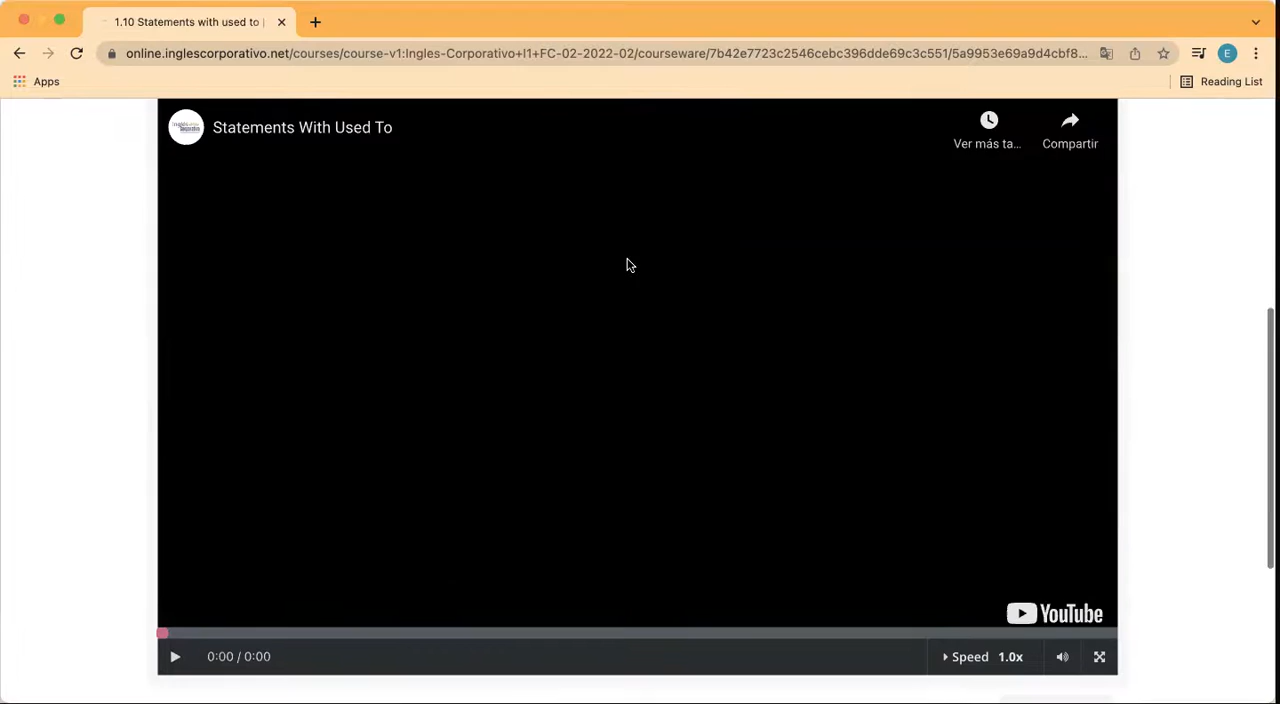 1.10 Statements with used to |
online.inglescorporativo.net/courses/course-v1:Ingles-Corporativo+I1+FC-02-2022-02/courseware/7b42e7723c2546cebc396dde69c3c551/5a9953e69a9d4cbf8...
E
Apps
Reading List
Statements With Used To
Ver más ta...
Compartir
YouTube
0:00 / 0:00
Speed 1.0x